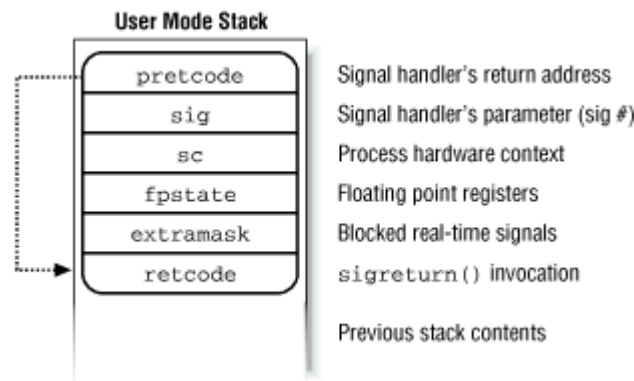 User Mode Stack
pretcode Signal handler's return address
sig Signal handler's parameter (sig #)
sc Process hardware context
fpstate Floating point registers
extramask Blocked real-time signals
retcode sigreturn() invocation
Previous stack contents